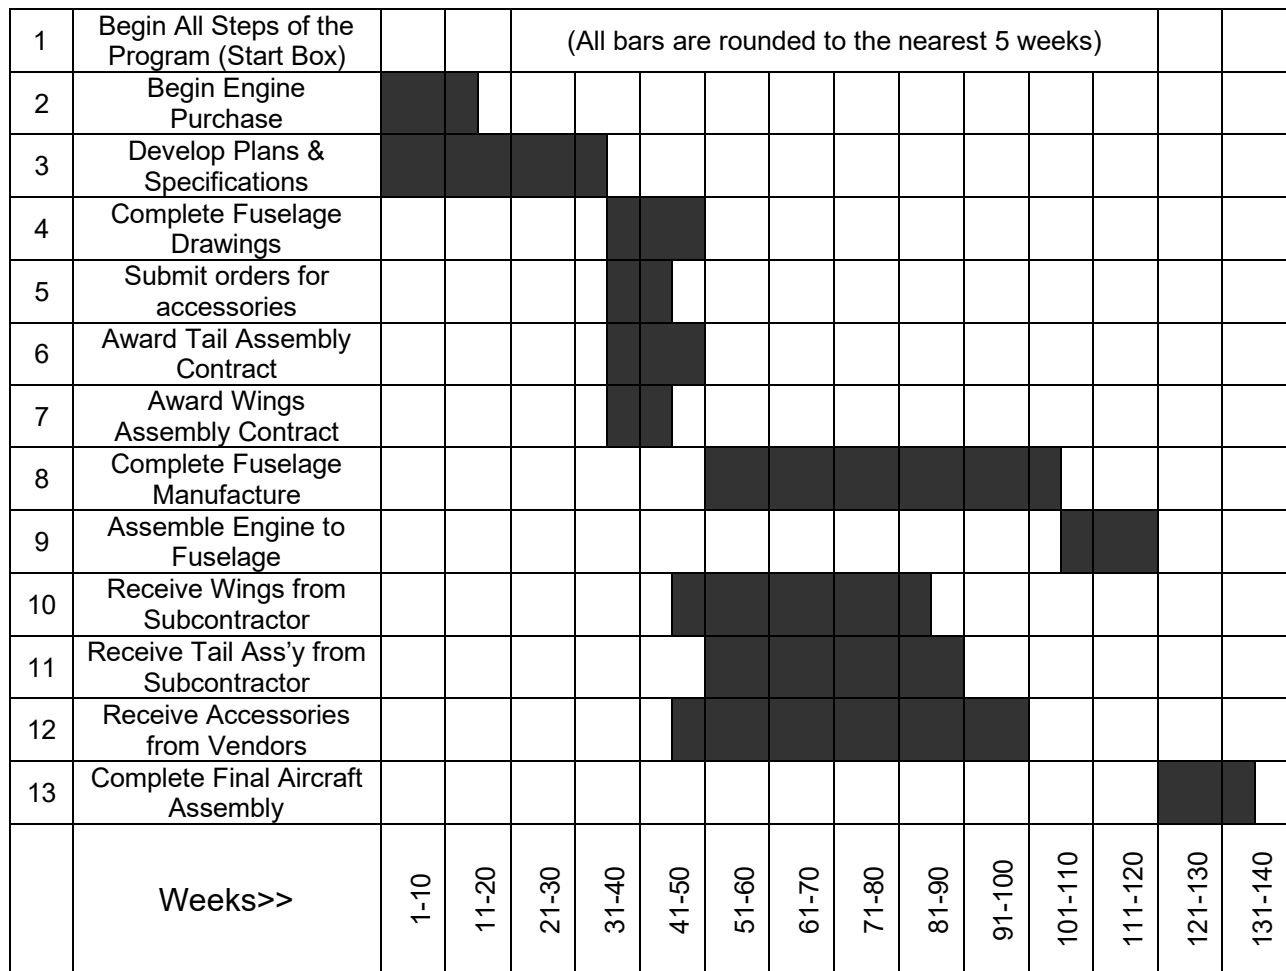 1
Begin All Steps of the
Program (Start Box)
(All bars are rounded to the nearest 5 weeks)
2
Begin Engine
Purchase
3
Develop Plans &
Specifications
4
Complete Fuselage
Drawings
5
Submit orders for
accessories
6
Award Tail Assembly
Contract
7
Award Wings
Assembly Contract
8
Complete Fuselage
Manufacture
9
Assemble Engine to
Fuselage
10
Receive Wings from
Subcontractor
11
Receive Tail Ass’y from
Subcontractor
12
Receive Accessories
from Vendors
13
Complete Final Aircraft
Assembly
Weeks>>
1-10
11-20
21-30
31-40
41-50
51-60
61-70
71-80
81-90
91-100
101-110
111-120
121-130
131-140